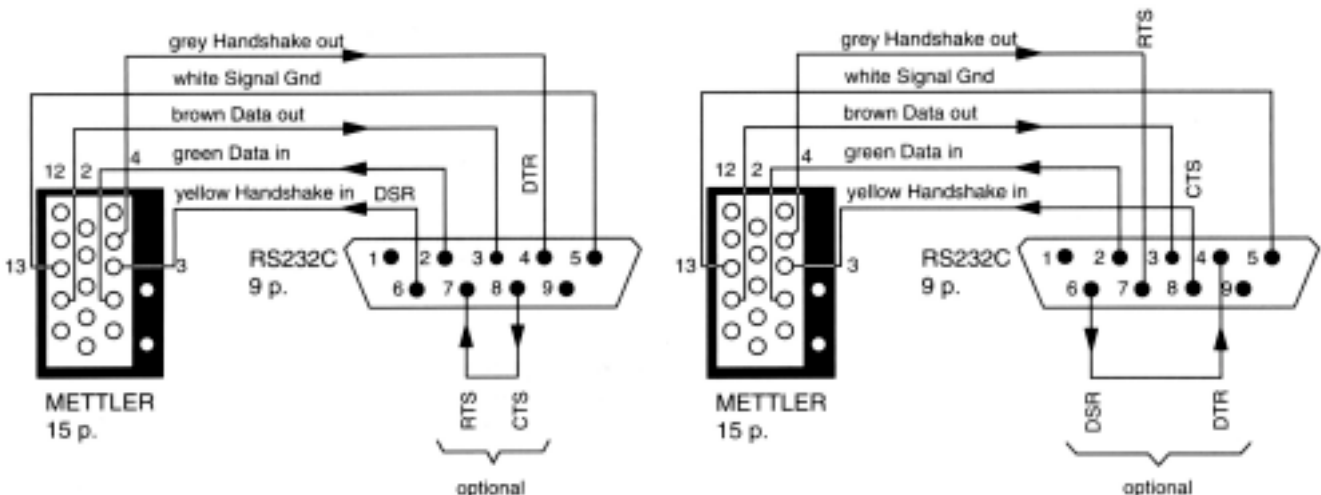 grey Handshake out
white Signal Gnd
brown Data out
green Data in
yellow Handshake in DSR
DTR
12 2 4
13
3
RS232C
9 p.
1 2 3 4 5
6 7 8 9
METTLER
15 p.
RTS
CTS
optional
RTS
grey Handshake out
white Signal Gnd
brown Data out
green Data in
yellow Handshake in
CTS
12 2 4
13
3
RS232C
9 p.
1 2 3 4 5
6 7 8 9
METTLER
15 p.
DSR
DTR
optional